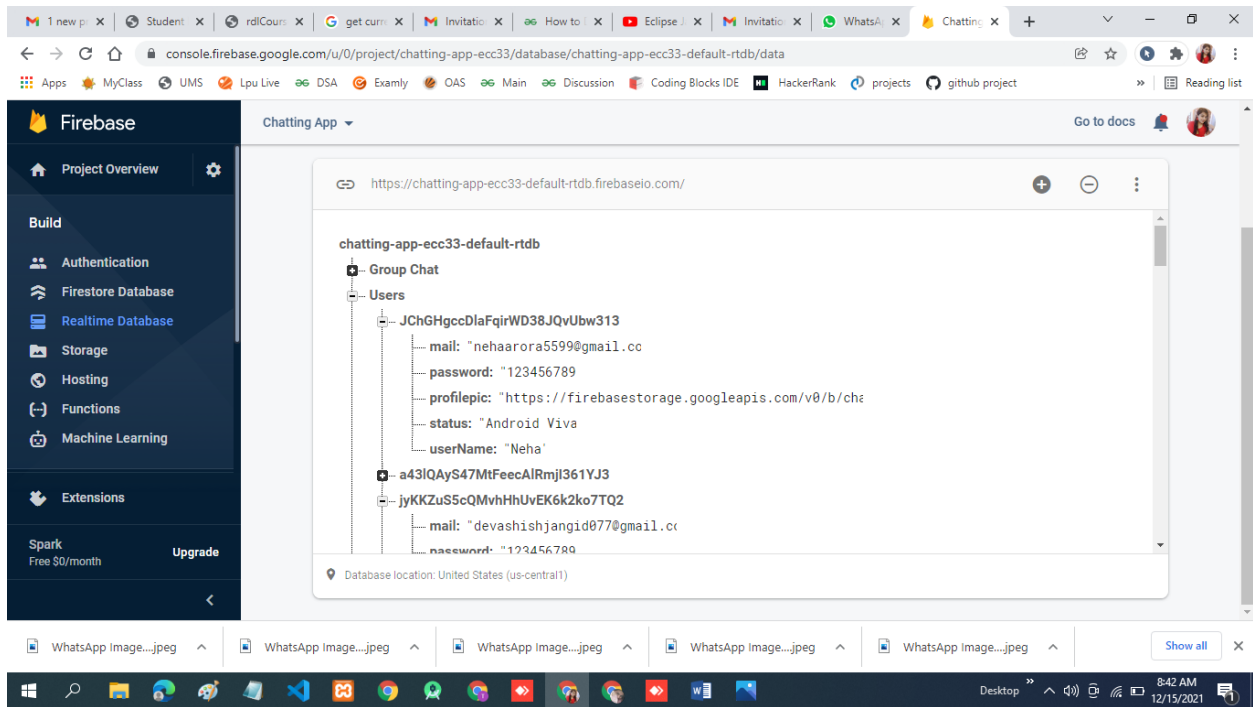 1 new p
Student
rdlCours
get curre
Invitatio
How to
Eclipse J
Invitatio
WhatsA
Chatting
console.firebase.google.com/u/0/project/chatting-app-ecc33/database/chatting-app-ecc33-default-rtdb/data
Apps MyClass UMS Lpu Live DSA Examly OAS Main Discussion Coding Blocks IDE HackerRank projects github project » Reading list
Firebase
Chatting App
Go to docs
Project Overview
https://chatting-app-ecc33-default-rtdb.firebaseio.com/
Build
Authentication
Firestore Database
Realtime Database
Storage
Hosting
Functions
Machine Learning
Extensions
Spark
Free $0/month
Upgrade
chatting-app-ecc33-default-rtdb
Group Chat
Users
JChGHgccDlaFqirWD38JQvUbw313
mail: "nehaarora5599@gmail.cc
password: "123456789
profilepic: "https://firebasestorage.googleapis.com/v0/b/cha
status: "Android Viva
userName: "Neha'
a43lQAyS47MtFeecAlRmjI361YJ3
jyKKZuS5cQMvhHhUvEK6k2ko7TQ2
mail: "devashishjangid077@gmail.cc
password: "123456789
Database location: United States (us-central1)
WhatsApp Image....jpeg
WhatsApp Image....jpeg
WhatsApp Image....jpeg
WhatsApp Image....jpeg
WhatsApp Image....jpeg
Show all
Desktop »
8:42 AM
12/15/2021